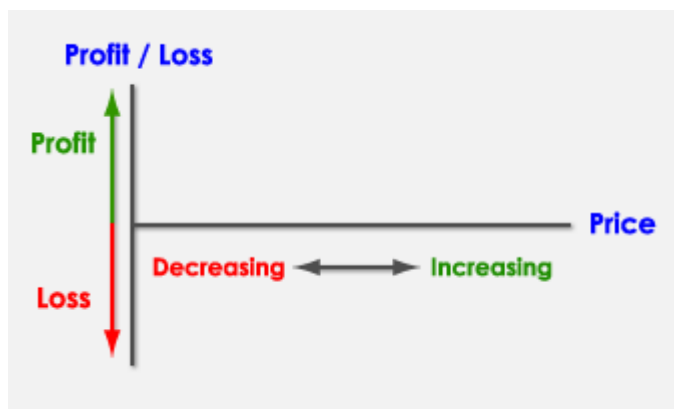 Profit / Loss
Profit
Price
Decreasing Increasing
Loss